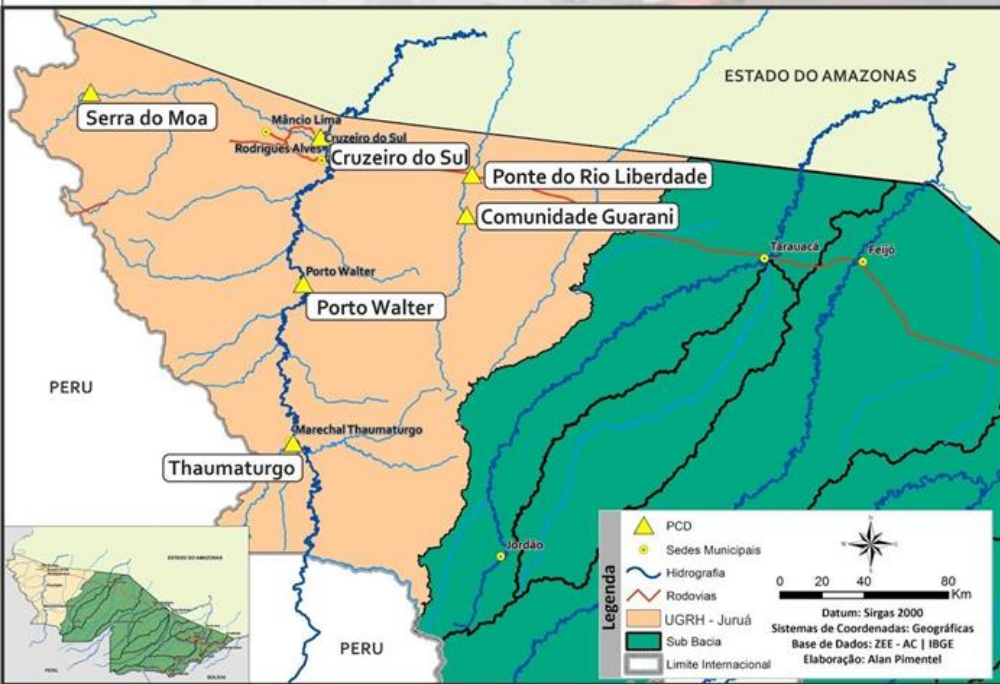 ESTADO DO AMAZONAS
Serra do Moa
Mâncio Lima
Cruzeiro do Sul
Rodrigues Alves
Cruzeiro do Sul
Ponte do Rio Liberdade
Comunidade Guarani
Tarauacá
Feijó
Porto Walter
Porto Walter
PERU
Marechal Thaumaturgo
Thaumaturgo
Jordão
PERU
ESTADO DO AMAZONAS
PERU
BOLÍVIA
Legenda
PCD
Sedes Municipais
Hidrografia
Rodovias
UGRH - Juruá
Sub Bacia
Limite Internacional
0 20 40 80 Km
Datum: Sirgas 2000
Sistemas de Coordenadas: Geográficas
Base de Dados: ZEE - AC | IBGE
Elaboração: Alan Pimentel